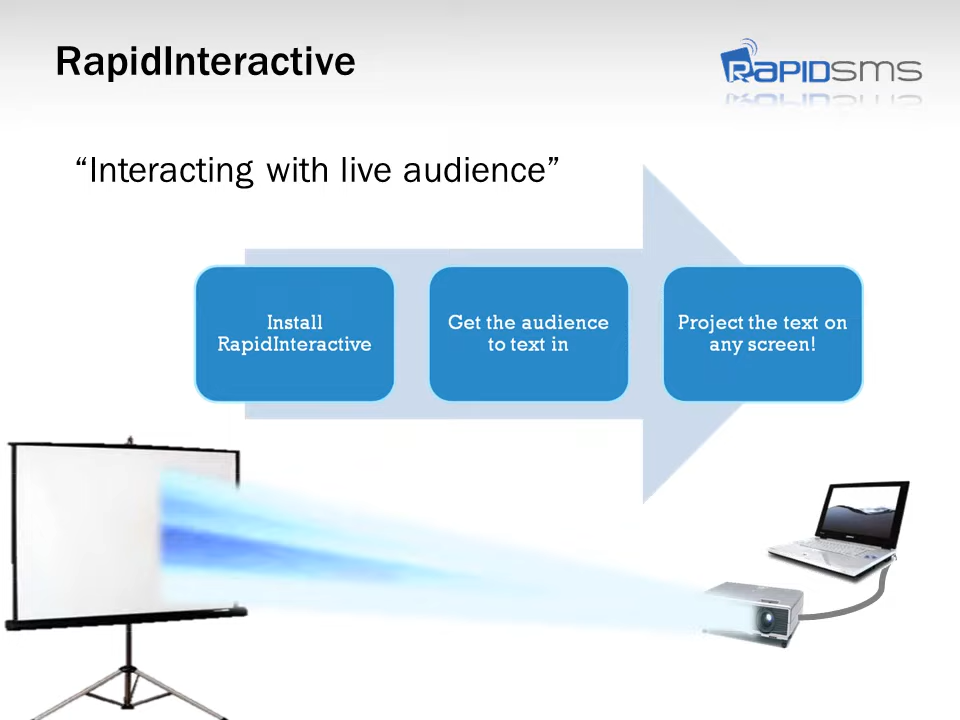 RapidInteractive
RAPIDSMS
“Interacting with live audience”
Install
RapidInteractive
Get the audience
to text in
Project the text on
any screen!